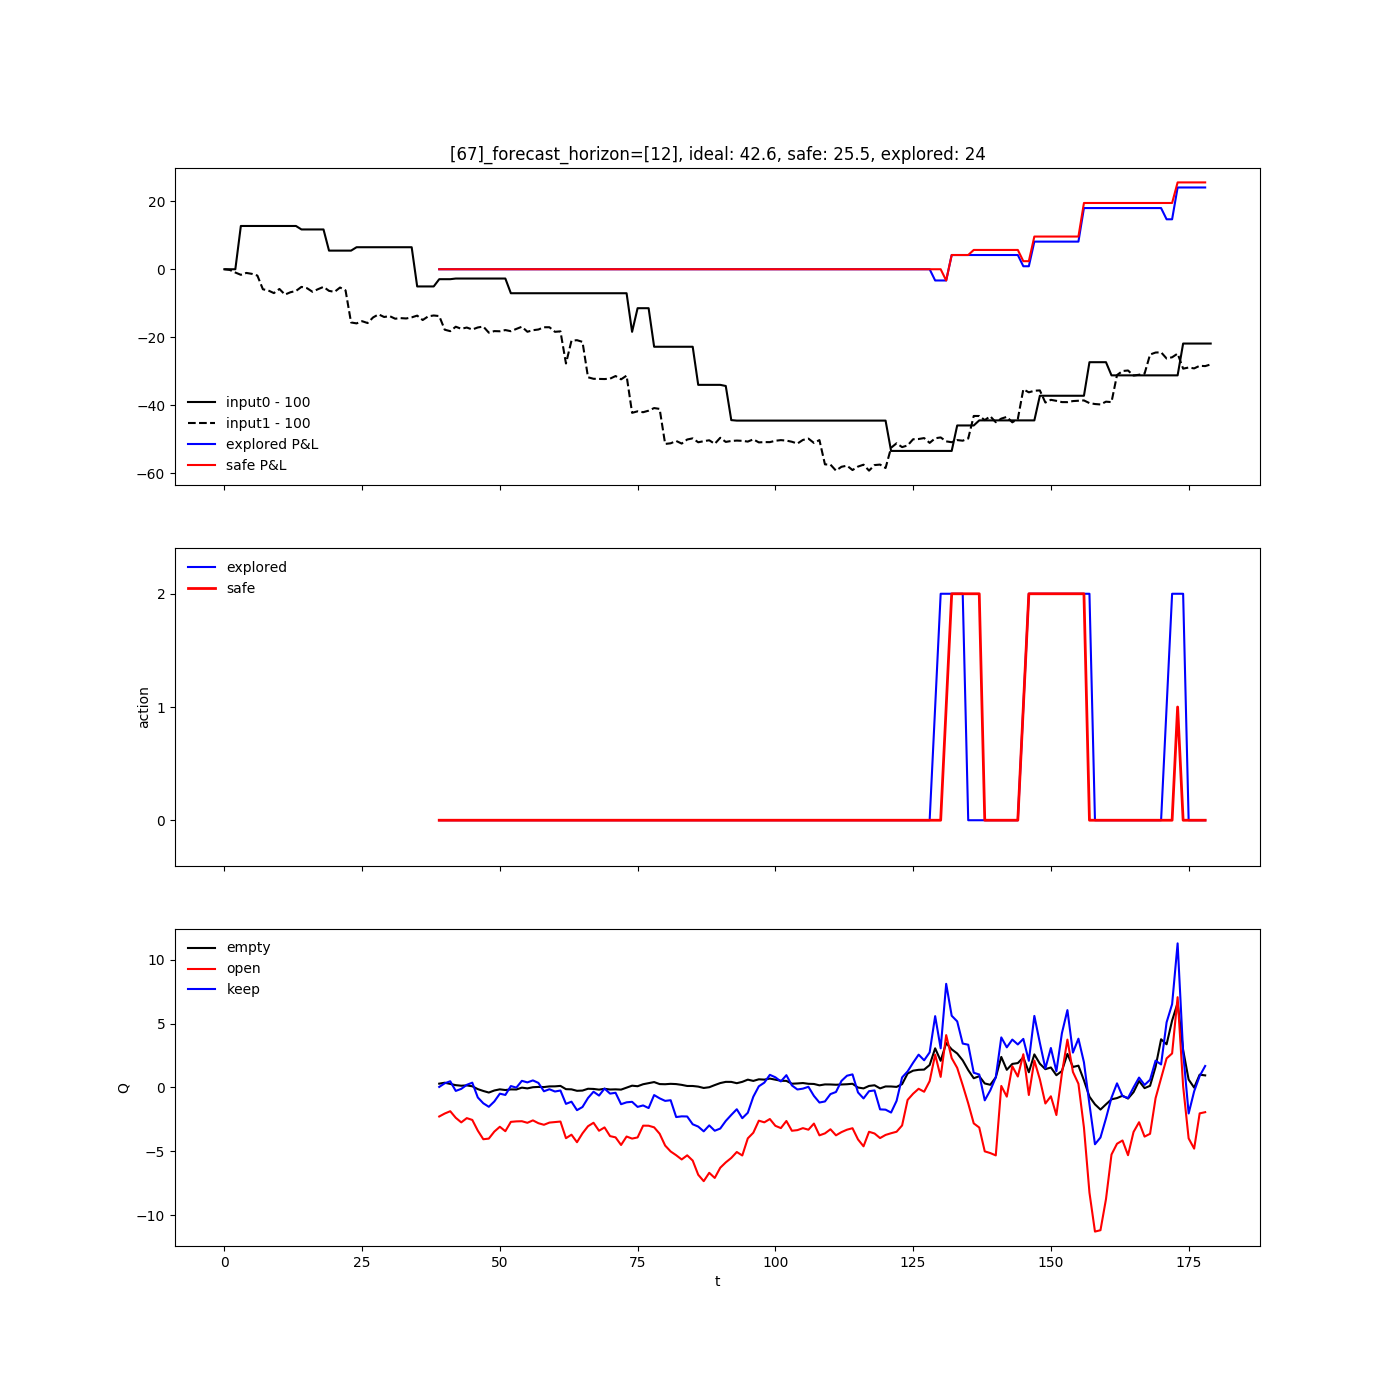 [67]_forecast_horizon=[12], ideal: 42.6, safe: 25.5, explored: 24
20
0
−20
−40
−60
input0 - 100
input1 - 100
explored P&L
safe P&L
explored
safe
2
1
0
action
empty
open
keep
10
5
0
−5
−10
Q
0 25 50 75 100 125 150 175
t